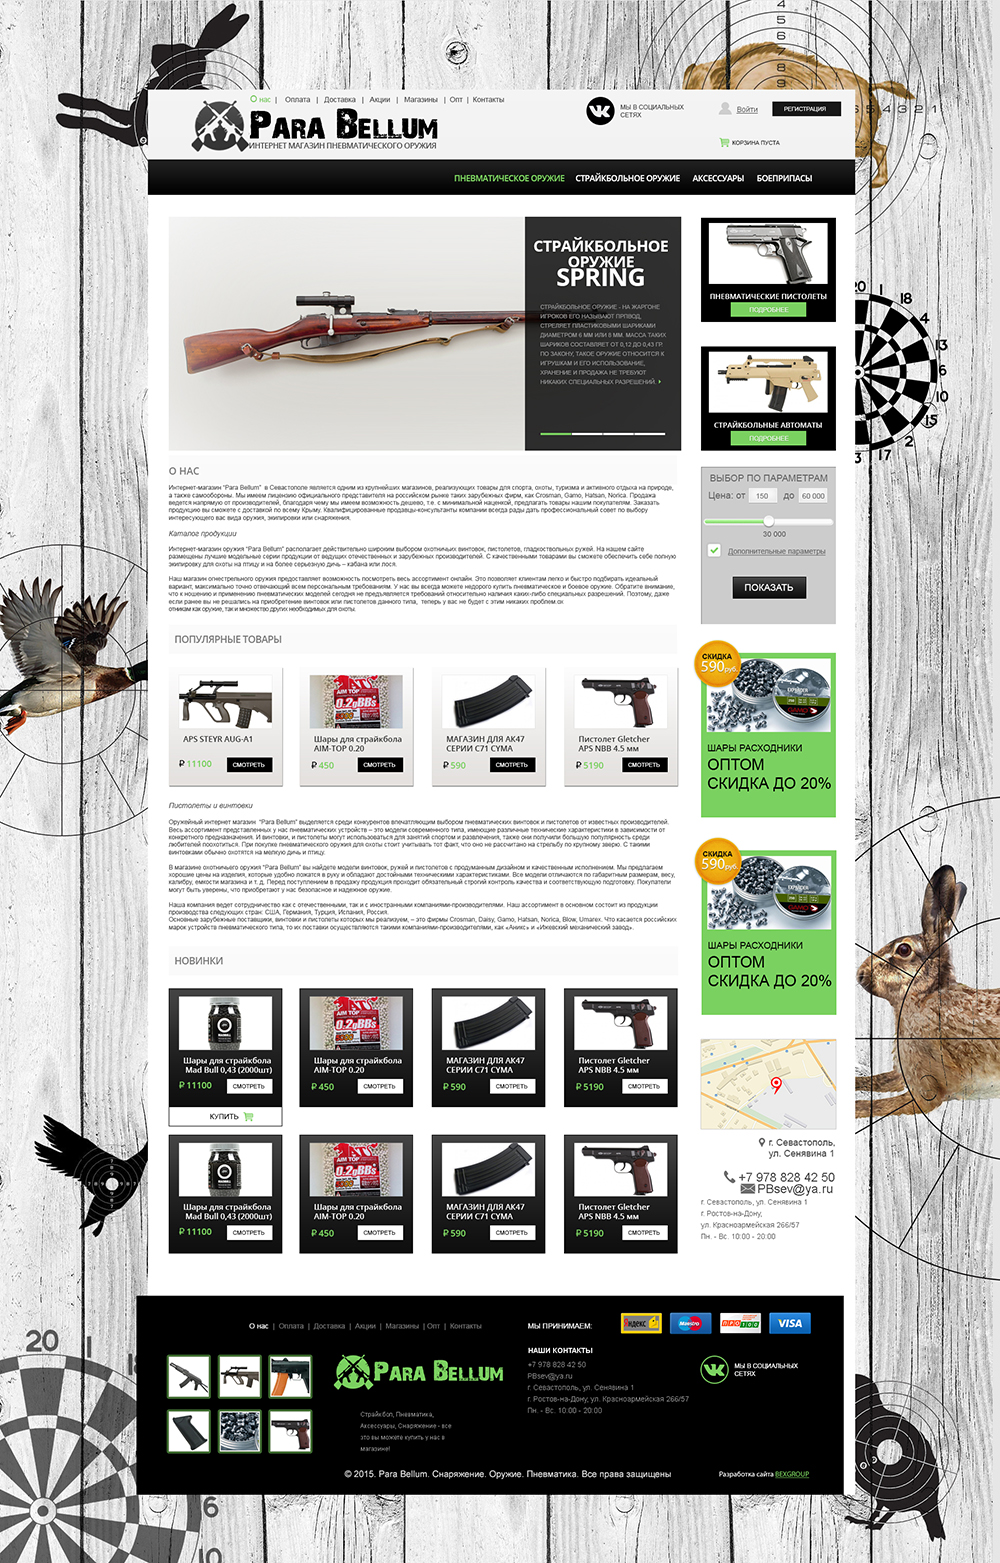 О нас | Оплата | Доставка | Акции | Магазины | Опт | Контакты
PARA BELLUM
ИНТЕРНЕТ МАГАЗИН ПНЕВМАТИЧЕСКОГО ОРУЖИЯ
МЫ В СОЦИАЛЬНЫХ
СЕТЯХ
Войти
РЕГИСТРАЦИЯ
КОРЗИНА ПУСТА
ПНЕВМАТИЧЕСКОЕ ОРУЖИЕ СТРАЙКБОЛЬНОЕ ОРУЖИЕ АКСЕССУАРЫ БОЕПРИПАСЫ
СТРАЙКБОЛЬНОЕ
ОРУЖИЕ
SPRING
СТРАЙКБОЛЬНОЕ ОРУЖИЕ - НА ЖАРГОНЕ
ИГРОКОВ ЕГО НАЗЫВАЮТ ПРПВОД,
СТРЕЛЯЕТ ПЛАСТИКОВЫМИ ШАРИКАМИ
ДИАМЕТРОМ 6 ММ ИЛИ 8 ММ. МАССА ТАКИХ
ШАРИКОВ СОСТАВЛЯЕТ ОТ 0,12 ДО 0,43 ГР.
ПО ЗАКОНУ, ТАКОЕ ОРУЖИЕ ОТНОСИТСЯ К
ИГРУШКАМ И ЕГО ИСПОЛЬЗОВАНИЕ,
ХРАНЕНИЕ И ПРОДАЖА НЕ ТРЕБУЮТ
НИКАКИХ СПЕЦИАЛЬНЫХ РАЗРЕШЕНИЙ.
ПНЕВМАТИЧЕСКИЕ ПИСТОЛЕТЫ
ПОДРОБНЕЕ
СТРАЙКБОЛЬНЫЕ АВТОМАТЫ
ПОДРОБНЕЕ
ВЫБОР ПО ПАРАМЕТРАМ
Цена: от 150 до 60 000
30 000
Дополнительные параметры
ПОКАЗАТЬ
О НАС
Интернет-магазин "Para Bellum" в Севастополе является одним из крупнейших магазинов, реализующих товары для спорта, охоты, туризма и активного отдыха на природе,
а также самообороны. Мы имеем лицензию официального представителя на российском рынке таких зарубежных фирм, как Crosman, Gamo, Hatsan, Norica. Продажа
ведется напрямую от производителей, благодаря чему мы имеем возможность дешево, т.е. с минимальной наценкой, предлагать товары нашим покупателям. Заказать
продукцию вы сможете с доставкой по всему Крыму. Квалифицированные продавцы-консультанты компании всегда рады дать профессиональный совет по выбору
интересующего вас вида оружия, экипировки или снаряжения.
Каталог продукции
Интернет-магазин оружия "Para Bellum" располагает действительно широким выбором охотничьих винтовок, пистолетов, гладкоствольных ружей. На нашем сайте
размещены лучшие модельные серии продукции от ведущих отечественных и зарубежных производителей. С качественными товарами вы сможете обеспечить себе полную
экипировку для охоты на птицу и на более серьезную дичь – кабана или лося.
Наш магазин огнестрельного оружия предоставляет возможность посмотреть весь ассортимент онлайн. Это позволяет клиентам легко и быстро подбирать идеальный
вариант, максимально точно отвечающий всем персональным требованиям. У нас вы всегда можете недорого купить пневматическое и боевое оружие. Обратите внимание,
что к ношению и применению пневматических моделей сегодня не предъявляется требований относительно наличия каких-либо специальных разрешений. Поэтому, даже
если ранее вы не решались на приобретение винтовок или пистолетов данного типа, теперь у вас не будет с этим никаких проблем.ох
отникам как оружие, так и множество других необходимых для охоты.
ПОПУЛЯРНЫЕ ТОВАРЫ
APS STEYR AUG-A1
₽ 11100 СМОТРЕТЬ
Шары для страйкбола
AIM-TOP 0.20
₽ 450 СМОТРЕТЬ
МАГАЗИН ДЛЯ АК47
СЕРИИ C71 CYMA
₽ 590 СМОТРЕТЬ
Пистолет Gletcher
APS NBB 4.5 мм
₽ 5190 СМОТРЕТЬ
СКИДКА
590 руб.
ШАРЫ РАСХОДНИКИ
ОПТОМ
СКИДКА ДО 20%
Пистолеты и винтовки
Оружейный интернет магазин "Para Bellum" выделяется среди конкурентов впечатляющим выбором пневматических винтовок и пистолетов от известных производителей.
Весь ассортимент представленных у нас пневматических устройств – это модели современного типа, имеющие различные технические характеристики в зависимости от
конкретного предназначения. И винтовки, и пистолеты могут использоваться для занятий спортом и развлечения, также они получили большую популярность среди
любителей поохотиться. При покупке пневматического оружия для охоты стоит учитывать тот факт, что оно не рассчитано на стрельбу по крупному зверю. С такими
винтовками обычно охотятся на мелкую дичь и птицу.
В магазине охотничьего оружия "Para Bellum" вы найдете модели винтовок, ружей и пистолетов с продуманным дизайном и качественным исполнением. Мы предлагаем
хорошие цены на изделия, которые удобно ложатся в руку и обладают достойными техническими характеристиками. Все модели отличаются по габаритным размерам, весу,
калибру, емкости магазина и т. д. Перед поступлением в продажу продукция проходит обязательный строгий контроль качества и соответствующую подготовку. Покупатели
могут быть уверены, что приобретают у нас безопасное и надежное оружие.
Наша компания ведет сотрудничество как с отечественными, так и с иностранными компаниями-производителями. Наш ассортимент в основном состоит из продукции
производства следующих стран: США, Германия, Турция, Испания, Россия.
Основные зарубежные поставщики, винтовки и пистолеты которых мы реализуем, – это фирмы Crosman, Daisy, Gamo, Hatsan, Norica, Blow, Umarex. Что касается российских
марок устройств пневматического типа, то их поставки осуществляются такими компаниями-производителями, как «Аникс» и «Ижевский механический завод».
СКИДКА
590 руб.
ШАРЫ РАСХОДНИКИ
ОПТОМ
СКИДКА ДО 20%
НОВИНКИ
Шары для страйкбола
Mad Bull 0,43 (2000шт)
₽ 11100 СМОТРЕТЬ
КУПИТЬ
Шары для страйкбола
AIM-TOP 0.20
₽ 450 СМОТРЕТЬ
МАГАЗИН ДЛЯ АК47
СЕРИИ C71 CYMA
₽ 590 СМОТРЕТЬ
Пистолет Gletcher
APS NBB 4.5 мм
₽ 5190 СМОТРЕТЬ
Шары для страйкбола
Mad Bull 0,43 (2000шт)
₽ 11100 СМОТРЕТЬ
Шары для страйкбола
AIM-TOP 0.20
₽ 450 СМОТРЕТЬ
МАГАЗИН ДЛЯ АК47
СЕРИИ C71 CYMA
₽ 590 СМОТРЕТЬ
Пистолет Gletcher
APS NBB 4.5 мм
₽ 5190 СМОТРЕТЬ
г. Севастополь,
ул. Сенявина 1
+7 978 828 42 50
PBsev@ya.ru
г. Севастополь, ул. Сенявина 1
г. Ростов-на-Дону,
ул. Красноармейская 266/57
Пн. - Вс. 10:00 - 20:00
О нас | Оплата | Доставка | Акции | Магазины | Опт | Контакты
PARA BELLUM
Страйкбол, Пневматика,
Аксессуары, Снаряжение - все
это вы можете купить у нас в
магазине!
МЫ ПРИНИМАЕМ:
Яндекс Maestro PRO100 VISA
НАШИ КОНТАКТЫ
+7 978 828 42 50
PBsev@ya.ru
г. Севастополь, ул. Сенявина 1
г. Ростов-на-Дону, ул. Красноармейская 266/57
Пн. - Вс. 10:00 - 20:00
МЫ В СОЦИАЛЬНЫХ
СЕТЯХ
© 2015. Para Bellum. Снаряжение. Оружие. Пневматика. Все права защищены
Разработка сайта BEXGROUP